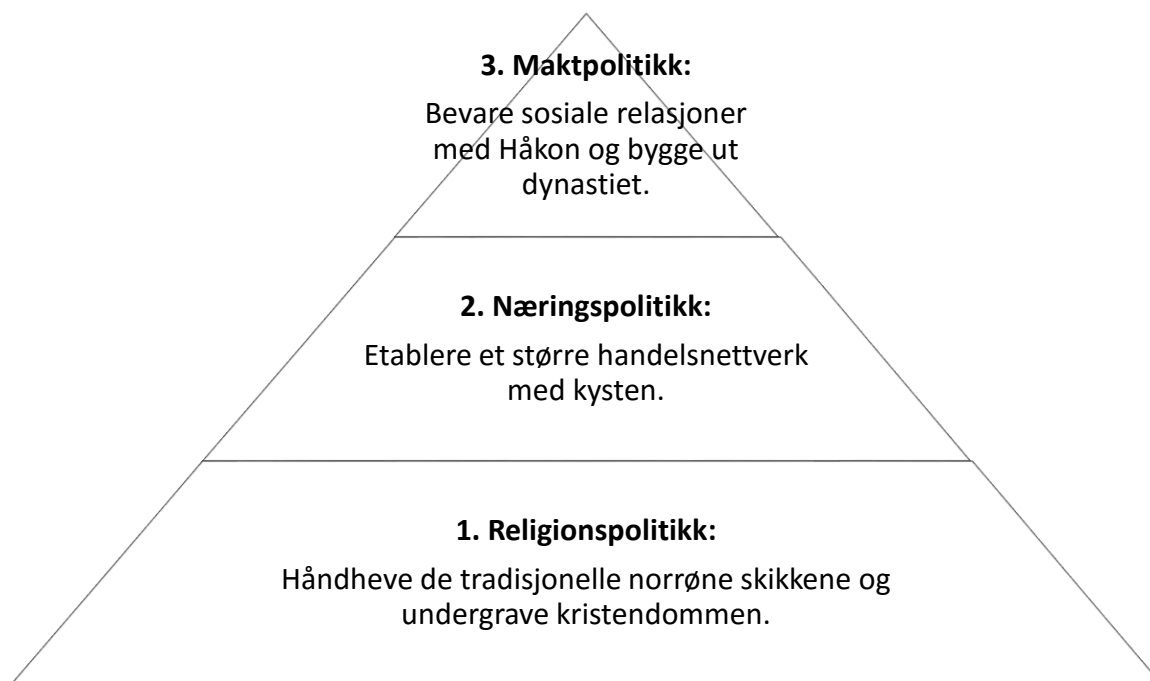 3. Maktpolitikk:
Bevare sosiale relasjoner
med Håkon og bygge ut
dynastiet.
2. Næringspolitikk:
Etablere et større handelsnettverk
med kysten.
1. Religionspolitikk:
Håndheve de tradisjonelle norrøne skikkene og
undergrave kristendommen.